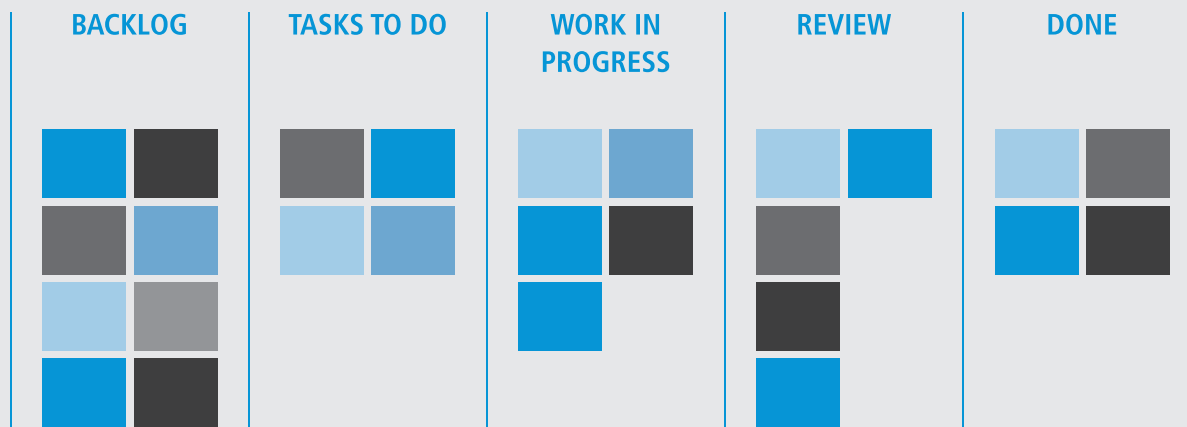 BACKLOG
TASKS TO DO
WORK IN
PROGRESS
REVIEW
DONE